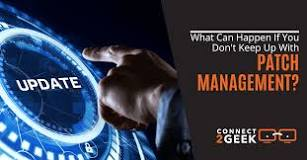 What Can Happen If You
Don't Keep Up With
PATCH
MANAGEMENT?
UPDATE
CONNECT
2GEEK